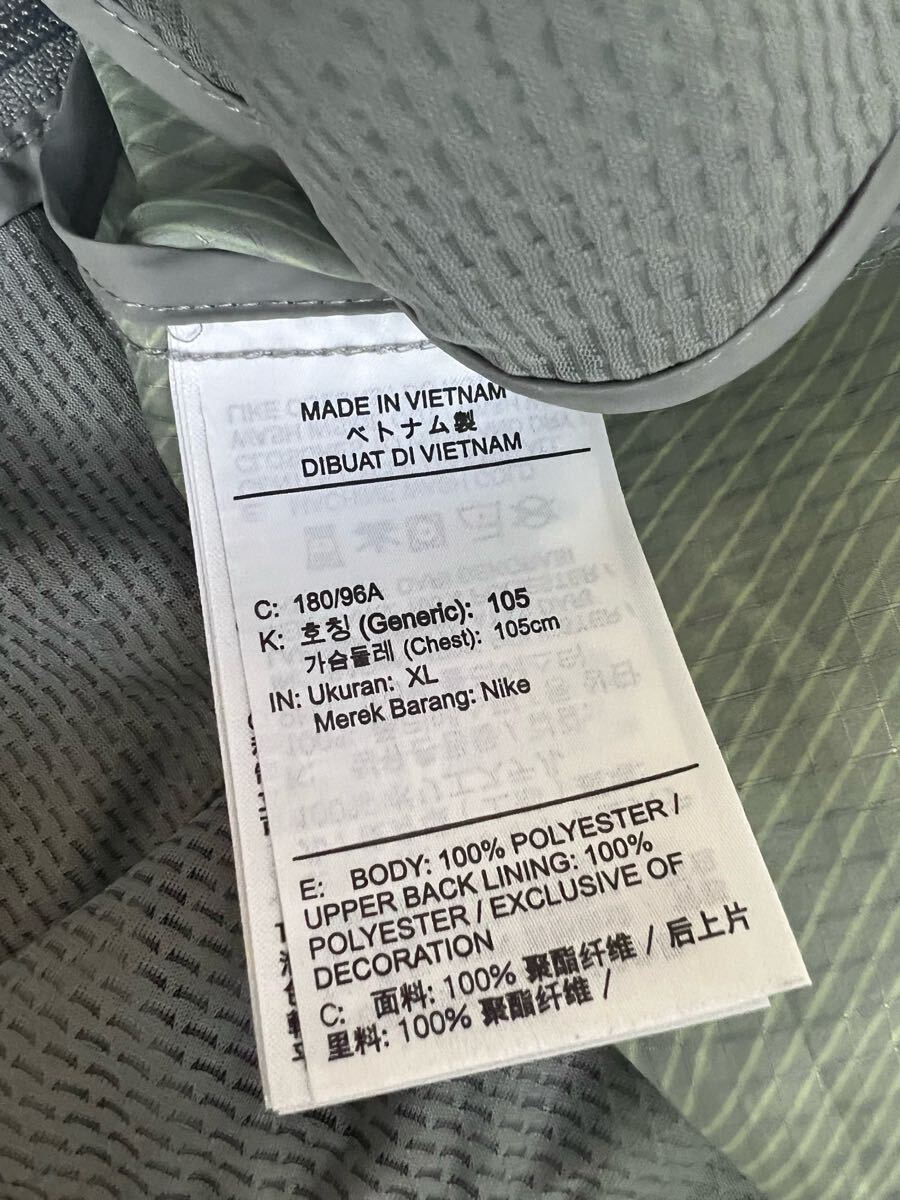 MADE IN VIETNAM
ベトナム製
DIBUAT DI VIETNAM
C: 180/96A
K: 호칭 (Generic): 105
가슴둘레 (Chest): 105cm
IN: Ukuran: XL
Merek Barang: Nike
E: BODY: 100% POLYESTER /
UPPER BACK LINING: 100%
POLYESTER / EXCLUSIVE OF
DECORATION
C: 面料: 100% 聚酯纤维 / 后上片
里料: 100% 聚酯纤维 /